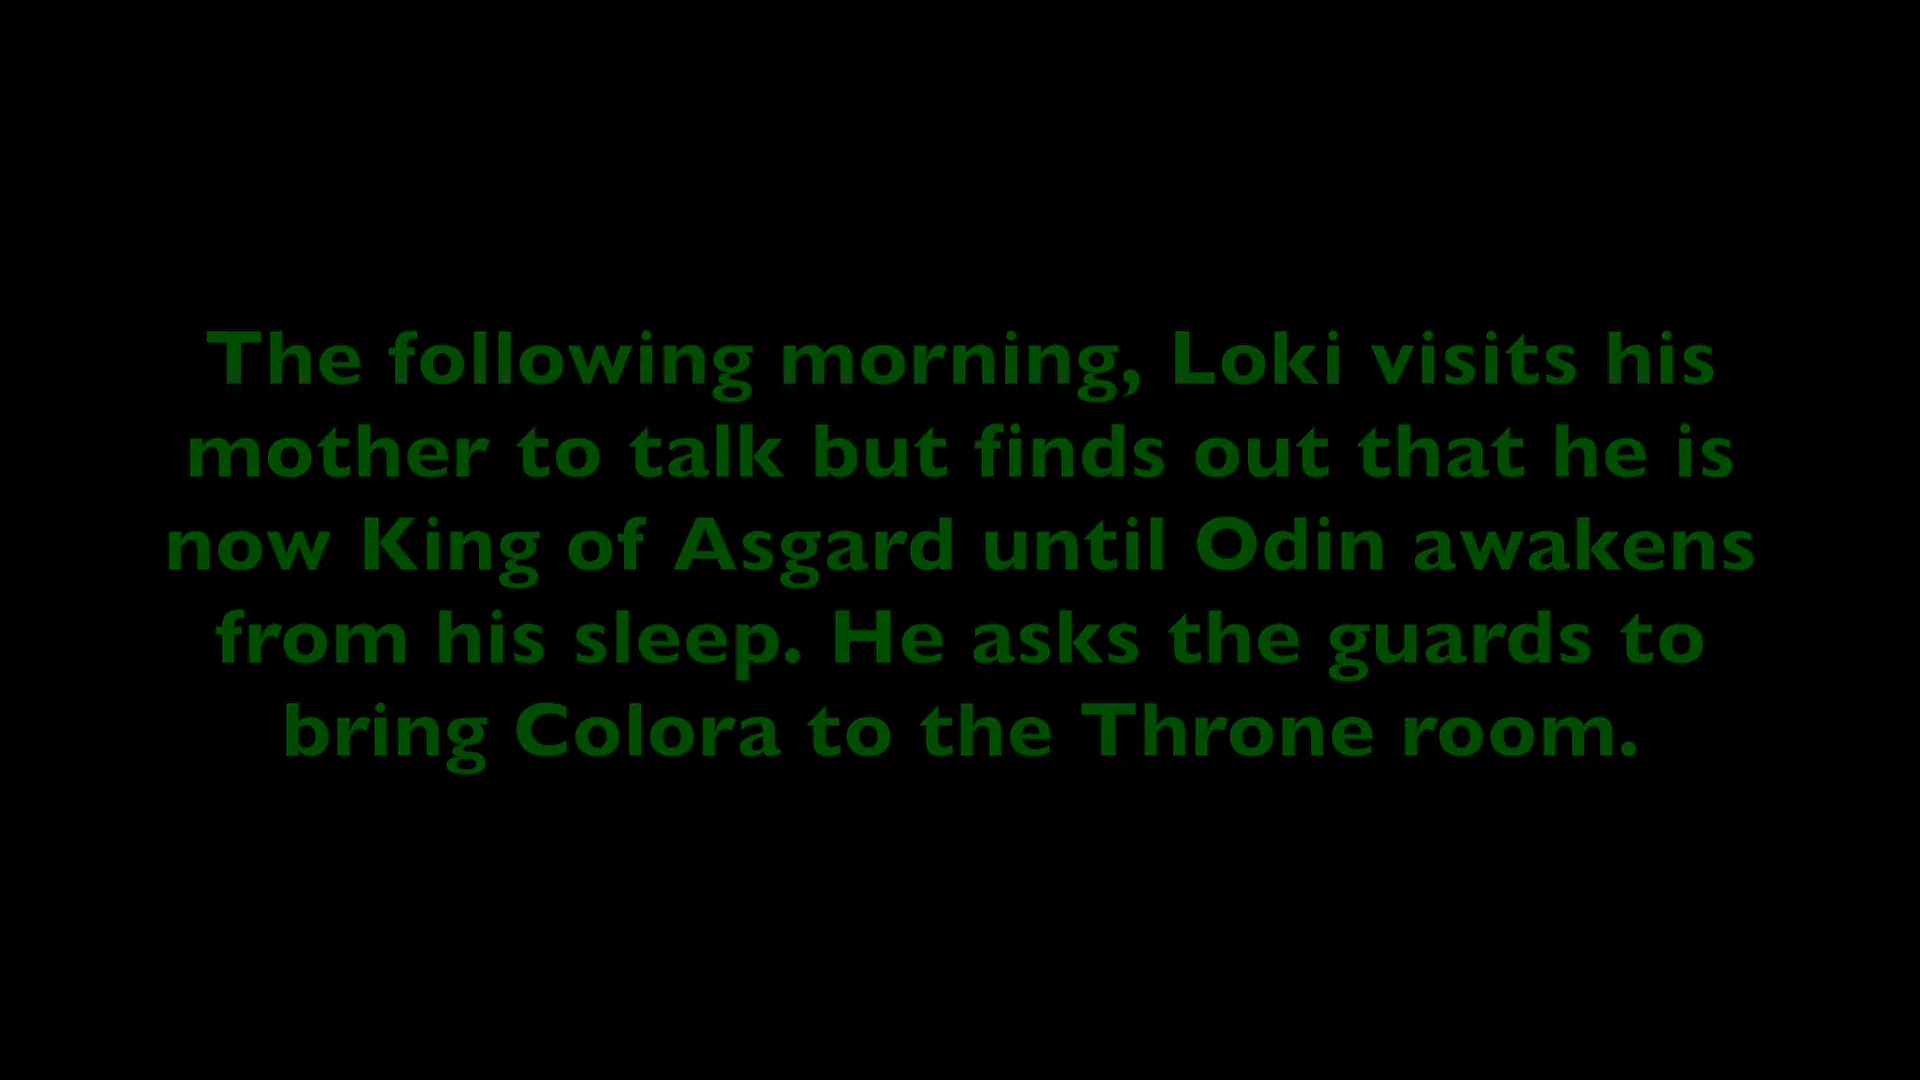 The following morning, Loki visits his
mother to talk but finds out that he is
now King of Asgard until Odin awakens
from his sleep. He asks the guards to
bring Colora to the Throne room.